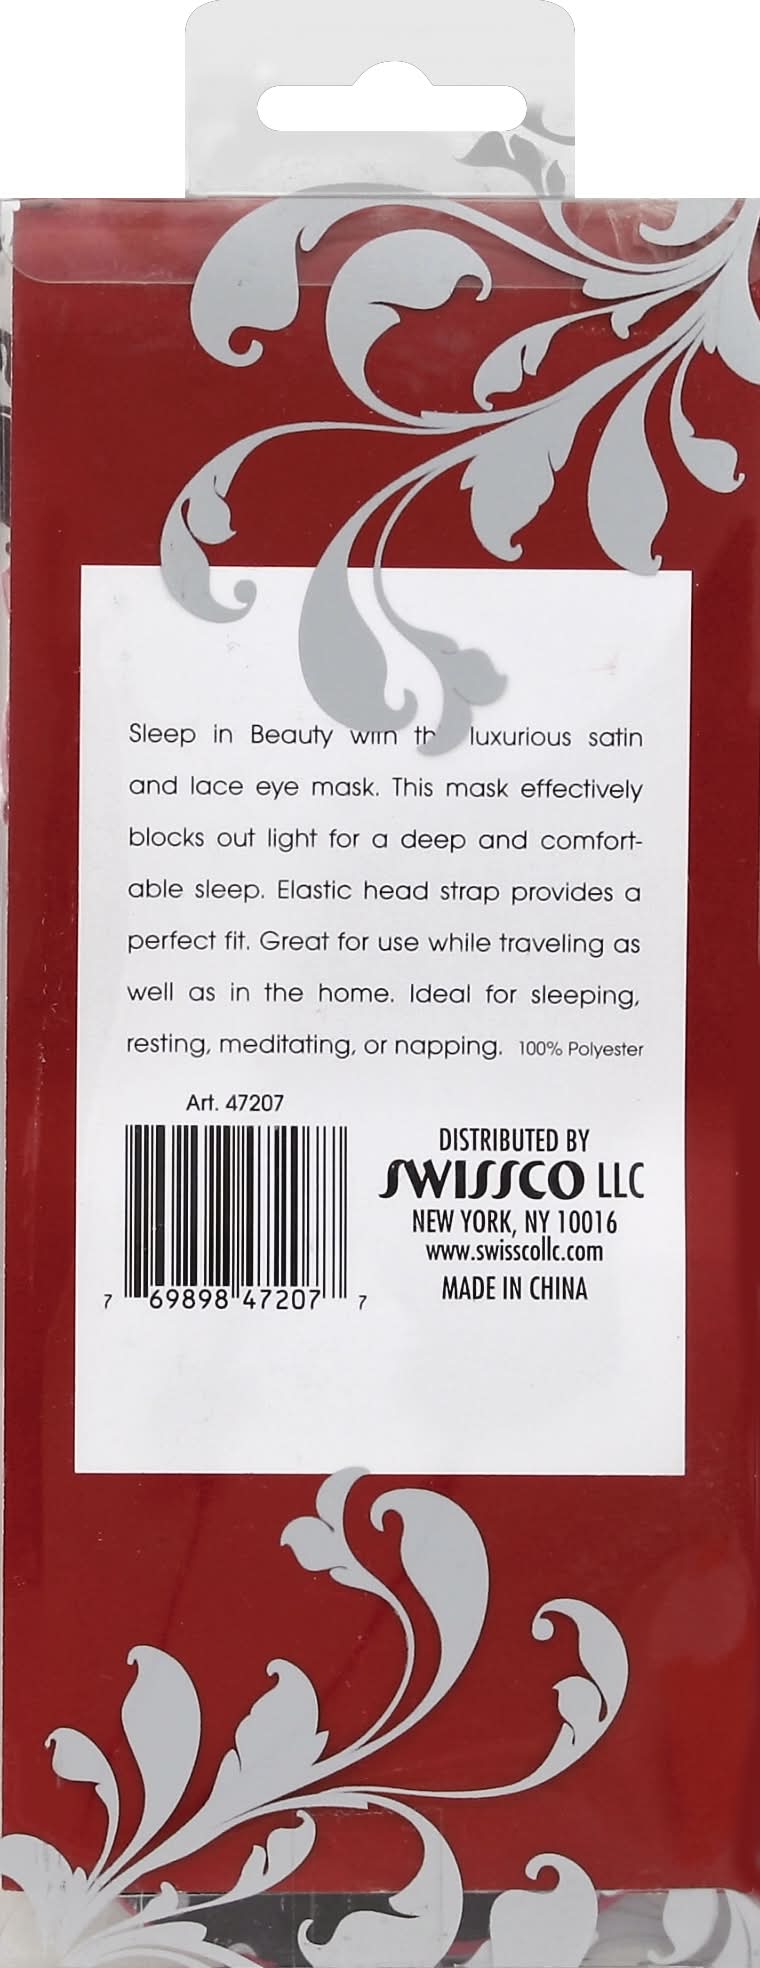 Sleep in Beauty with luxurious satin
and lace eye mask. This mask effectively
blocks out light for a deep and comfort-
able sleep. Elastic head strap provides a
perfect fit. Great for use while traveling as
well as in the home. Ideal for sleeping,
resting, meditating, or napping. 100% Polyester
Art. 47207
7 69898 47207 7
DISTRIBUTED BY
SWISSCO LLC
NEW YORK, NY 10016
www.swisscollc.com
MADE IN CHINA